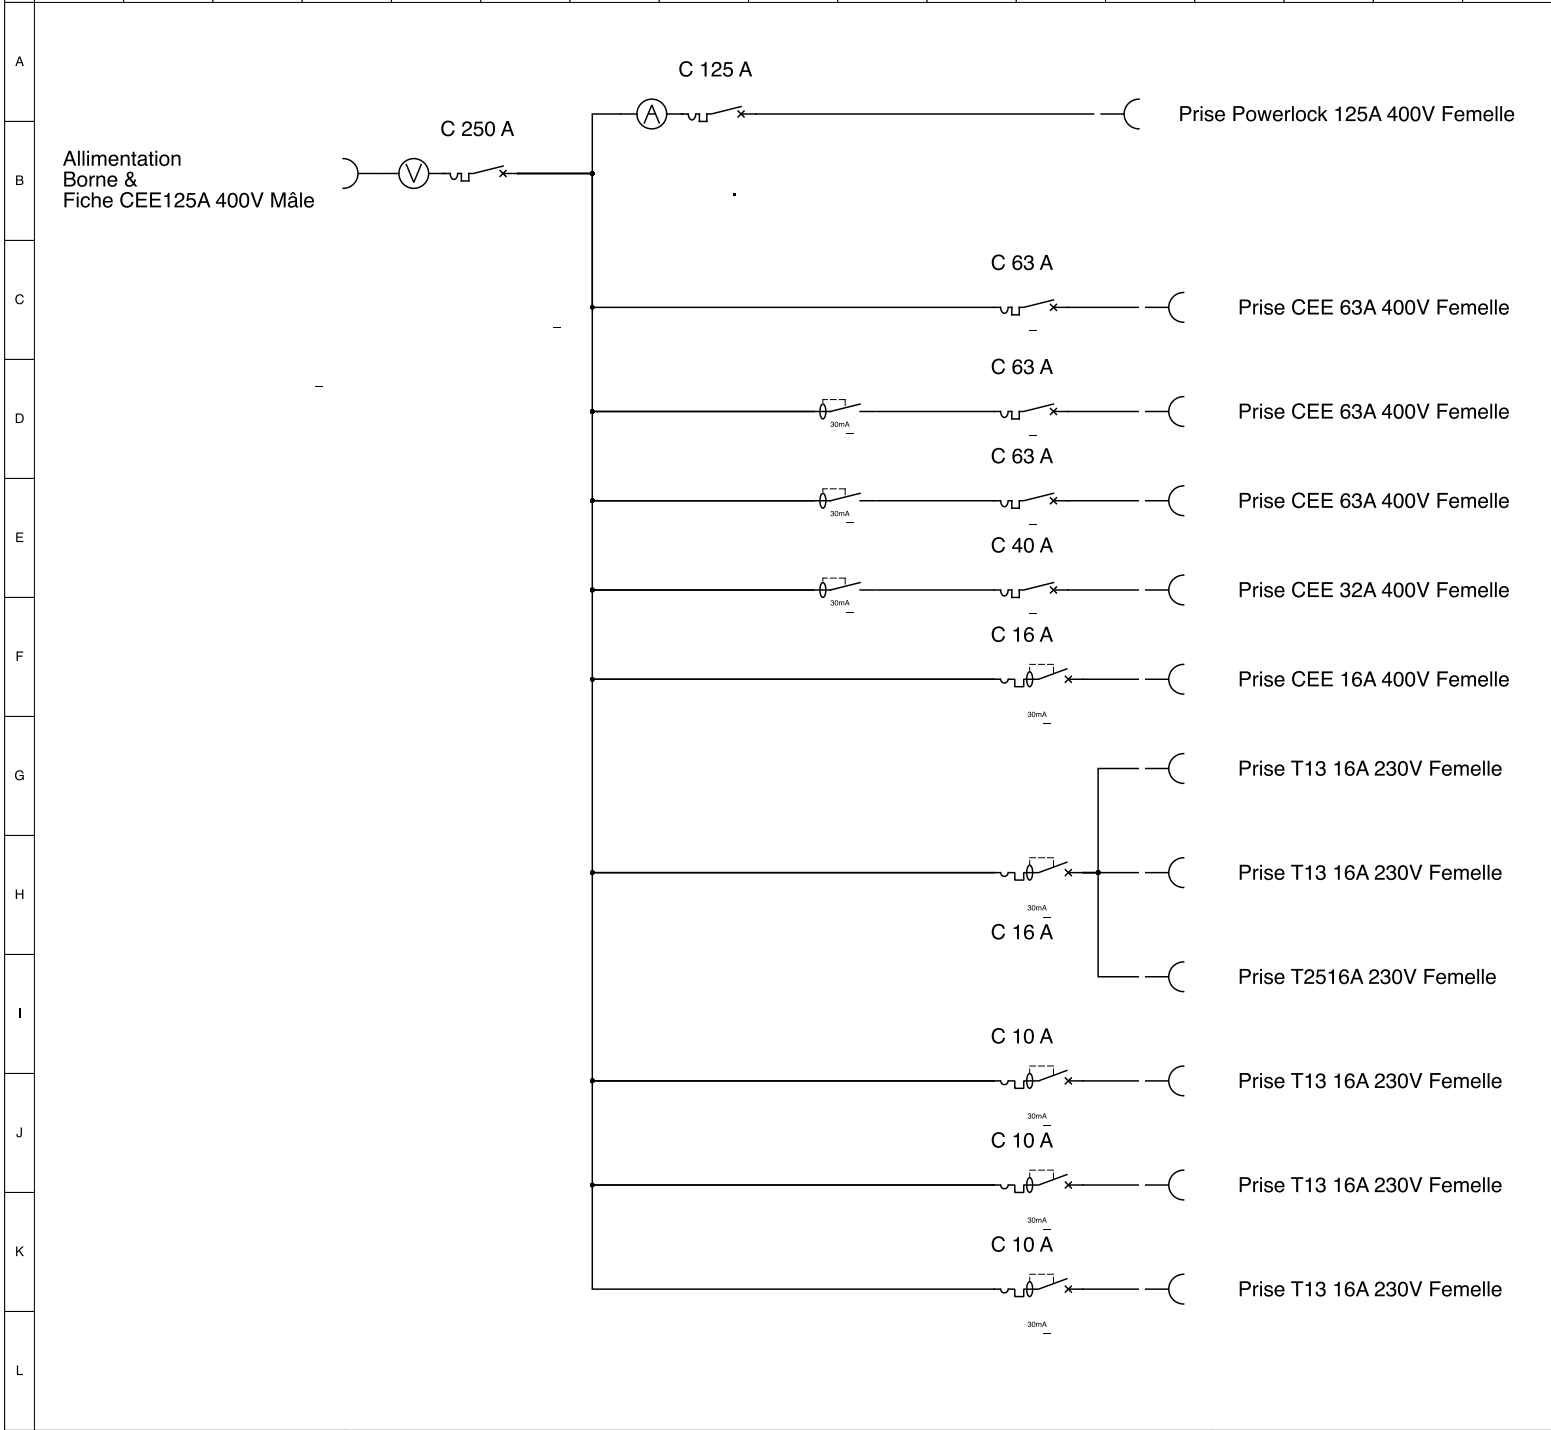 A
C 125 A
Prise Powerlock 125A 400V Femelle
C 250 A
Allimentation
Borne &
Fiche CEE125A 400V Mâle
A
V
B
C 63 A
C
Prise CEE 63A 400V Femelle
C 63 A
D
30mA
Prise CEE 63A 400V Femelle
C 63 A
30mA
Prise CEE 63A 400V Femelle
E
C 40 A
30mA
Prise CEE 32A 400V Femelle
C 16 A
F
Prise CEE 16A 400V Femelle
30mA
G
Prise T13 16A 230V Femelle
Prise T13 16A 230V Femelle
H
30mA
C 16 A
Prise T2516A 230V Femelle
I
C 10 A
Prise T13 16A 230V Femelle
30mA
J
C 10 A
Prise T13 16A 230V Femelle
30mA
K
C 10 A
Prise T13 16A 230V Femelle
30mA
L